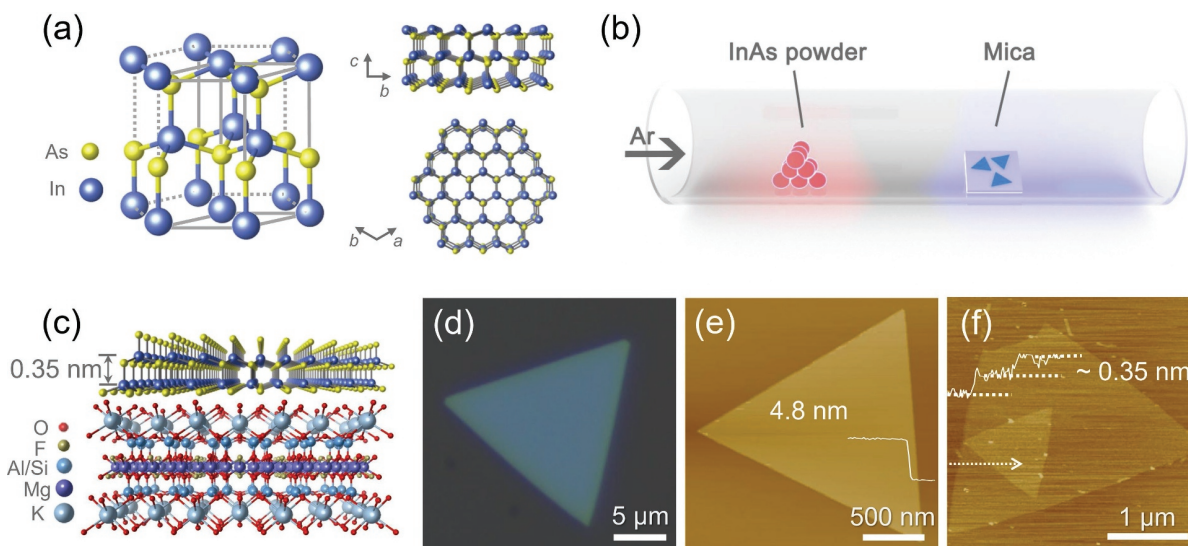 (a)
As
In
c
b
b
a
(b)
InAs powder
Mica
Ar
(c)
0.35 nm
O
F
Al/Si
Mg
K
(d)
5 μm
(e)
4.8 nm
500 nm
(f)
~ 0.35 nm
1 μm